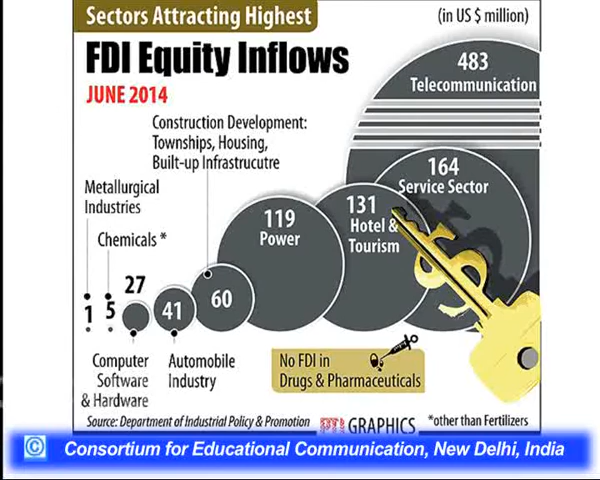 Sectors Attracting Highest
(in US $ million)
FDI Equity Inflows
JUNE 2014
483
Telecommunication
Construction Development:
Townships, Housing,
Built-up Infrastrucutre
164
Service Sector
Metallurgical
Industries
131
Hotel &
Tourism
119
Power
Chemicals *
27
1
5
41
60
Computer
Software
& Hardware
Automobile
Industry
No FDI in
Drugs & Pharmaceuticals
Source: Department of Industrial Policy & Promotion
PTI GRAPHICS
*other than Fertilizers
© Consortium for Educational Communication, New Delhi, India